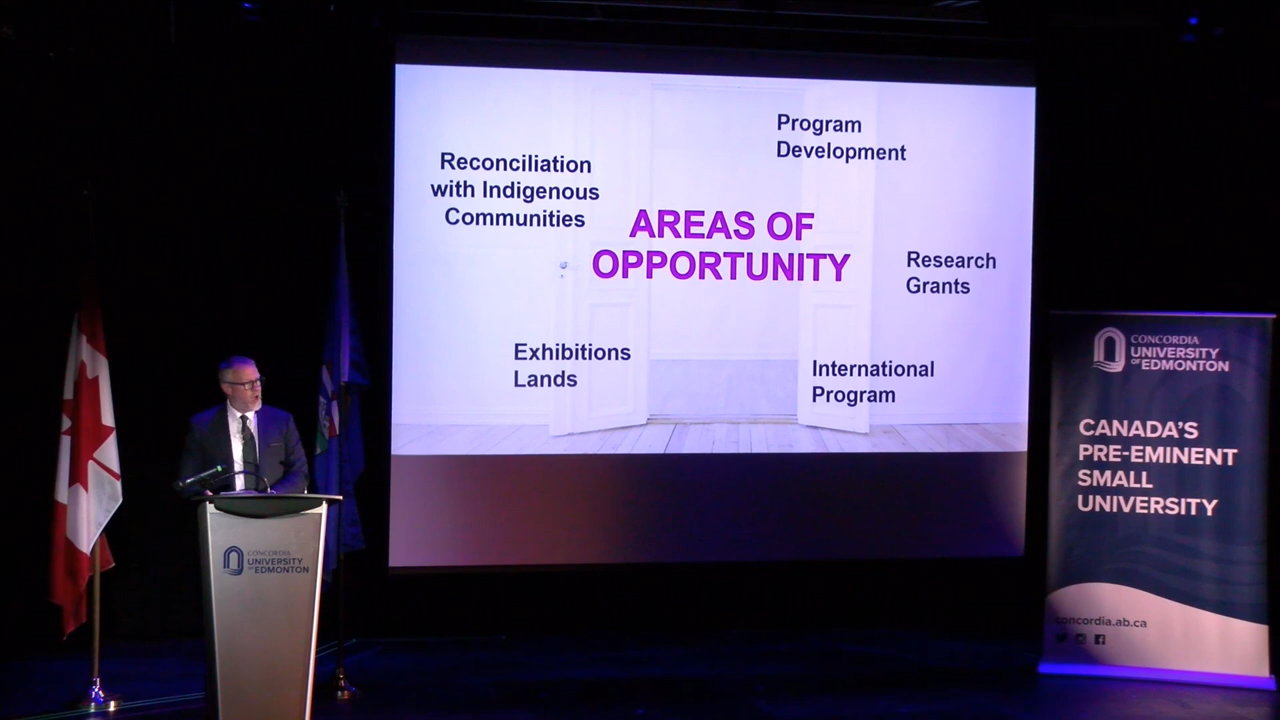 Program
Development
Reconciliation
with Indigenous
Communities
AREAS OF
OPPORTUNITY
Research
Grants
Exhibitions
Lands
International
Program
CONCORDIA
UNIVERSITY
OF EDMONTON
CONCORDIA
UNIVERSITY
OF EDMONTON
CANADA'S
PRE-EMINENT
SMALL
UNIVERSITY
concordia.ab.ca